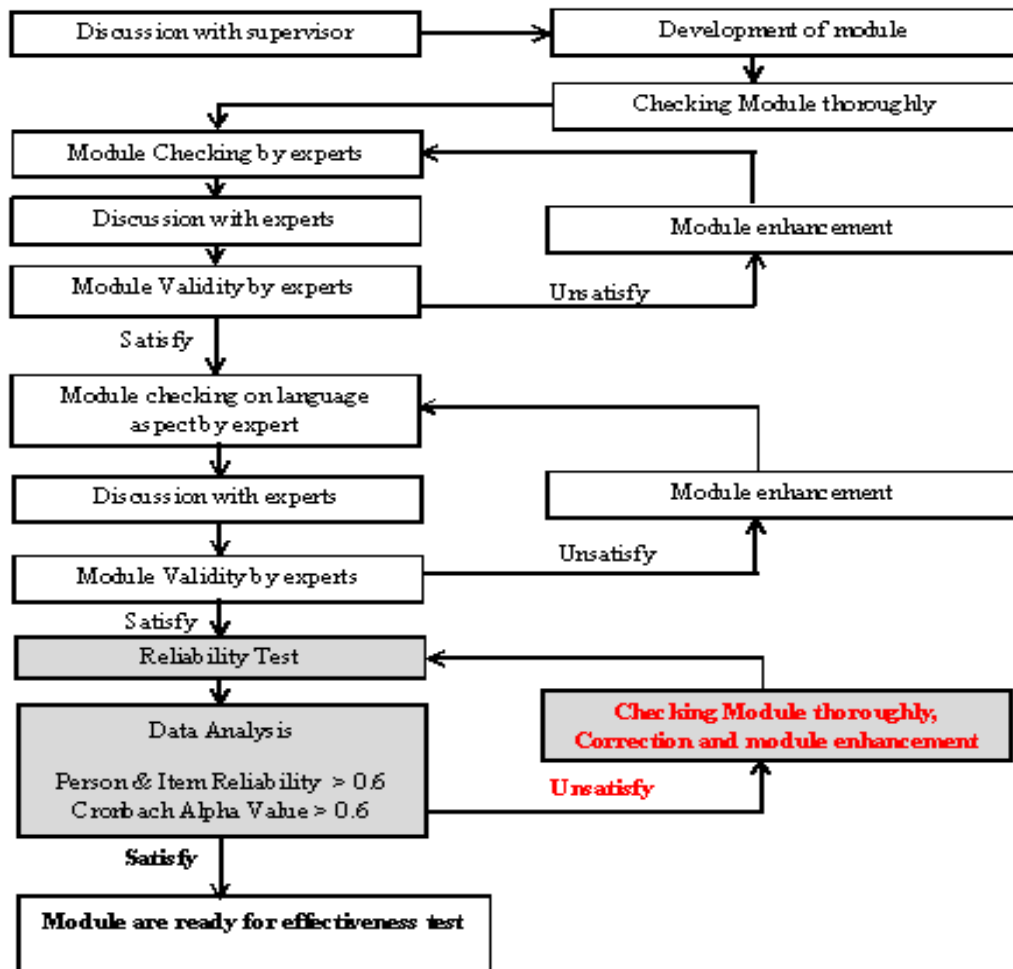 Discussion with supervisor
Development of module
Checking Module thoroughly
Module Checking by experts
Discussion with experts
Module enhancement
Module Validity by experts
Unsatisfy
Satisfy
Module checking on language
aspect by expert
Discussion with experts
Module enhancement
Unsatisfy
Module Validity by experts
Satisfy
Reliability Test
Checking Module thoroughly,
Correction and module enhancement
Data Analysis
Person & Item Reliability > 0.6
Cronbach Alpha Value > 0.6
Unsatisfy
Satisfy
Module are ready for effectiveness test